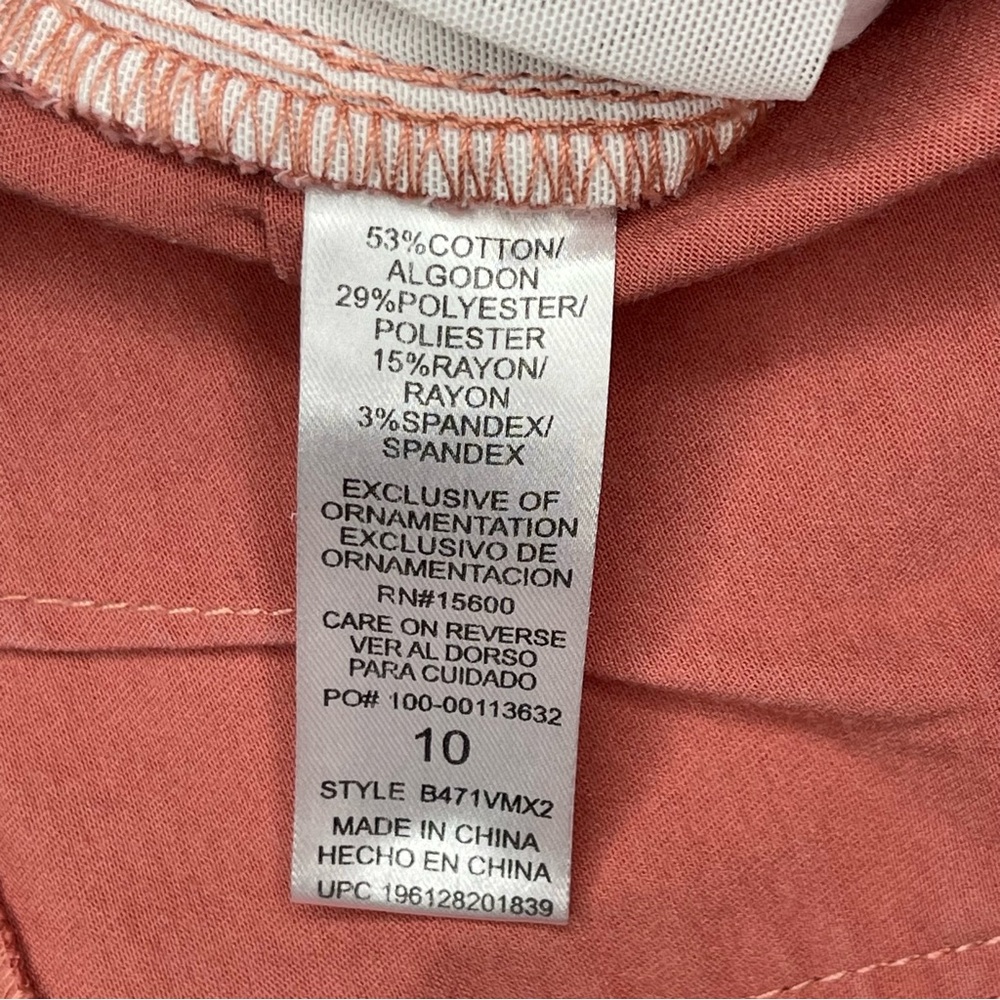 53%COTTON/
ALGODON
29%POLYESTER/
POLIESTER
15%RAYON/
RAYON
3%SPANDEX/
SPANDEX
EXCLUSIVE OF
ORNAMENTATION
EXCLUSIVO DE
ORNAMENTACION
RN#15600
CARE ON REVERSE
VER AL DORSO
PARA CUIDADO
PO# 100-00113632
10
STYLE B471VMX2
MADE IN CHINA
HECHO EN CHINA
UPC 196128201839